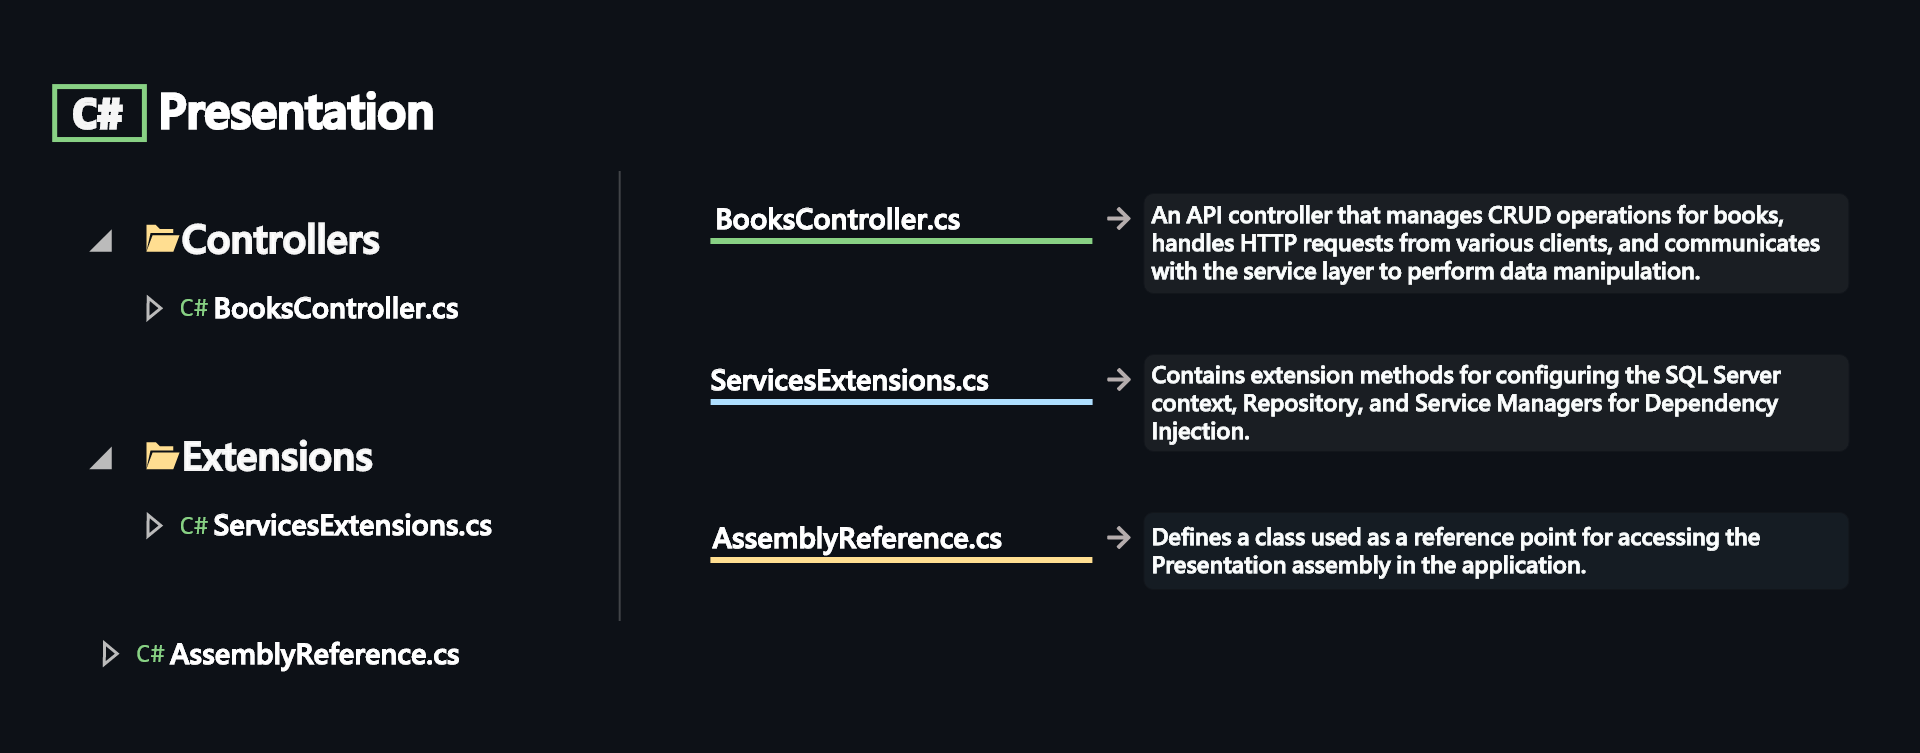 C# Presentation
Controllers
C# BooksController.cs
Extensions
C# ServicesExtensions.cs
C# AssemblyReference.cs
BooksController.cs
An API controller that manages CRUD operations for books,
handles HTTP requests from various clients, and communicates
with the service layer to perform data manipulation.
ServicesExtensions.cs
Contains extension methods for configuring the SQL Server
context, Repository, and Service Managers for Dependency
Injection.
AssemblyReference.cs
Defines a class used as a reference point for accessing the
Presentation assembly in the application.